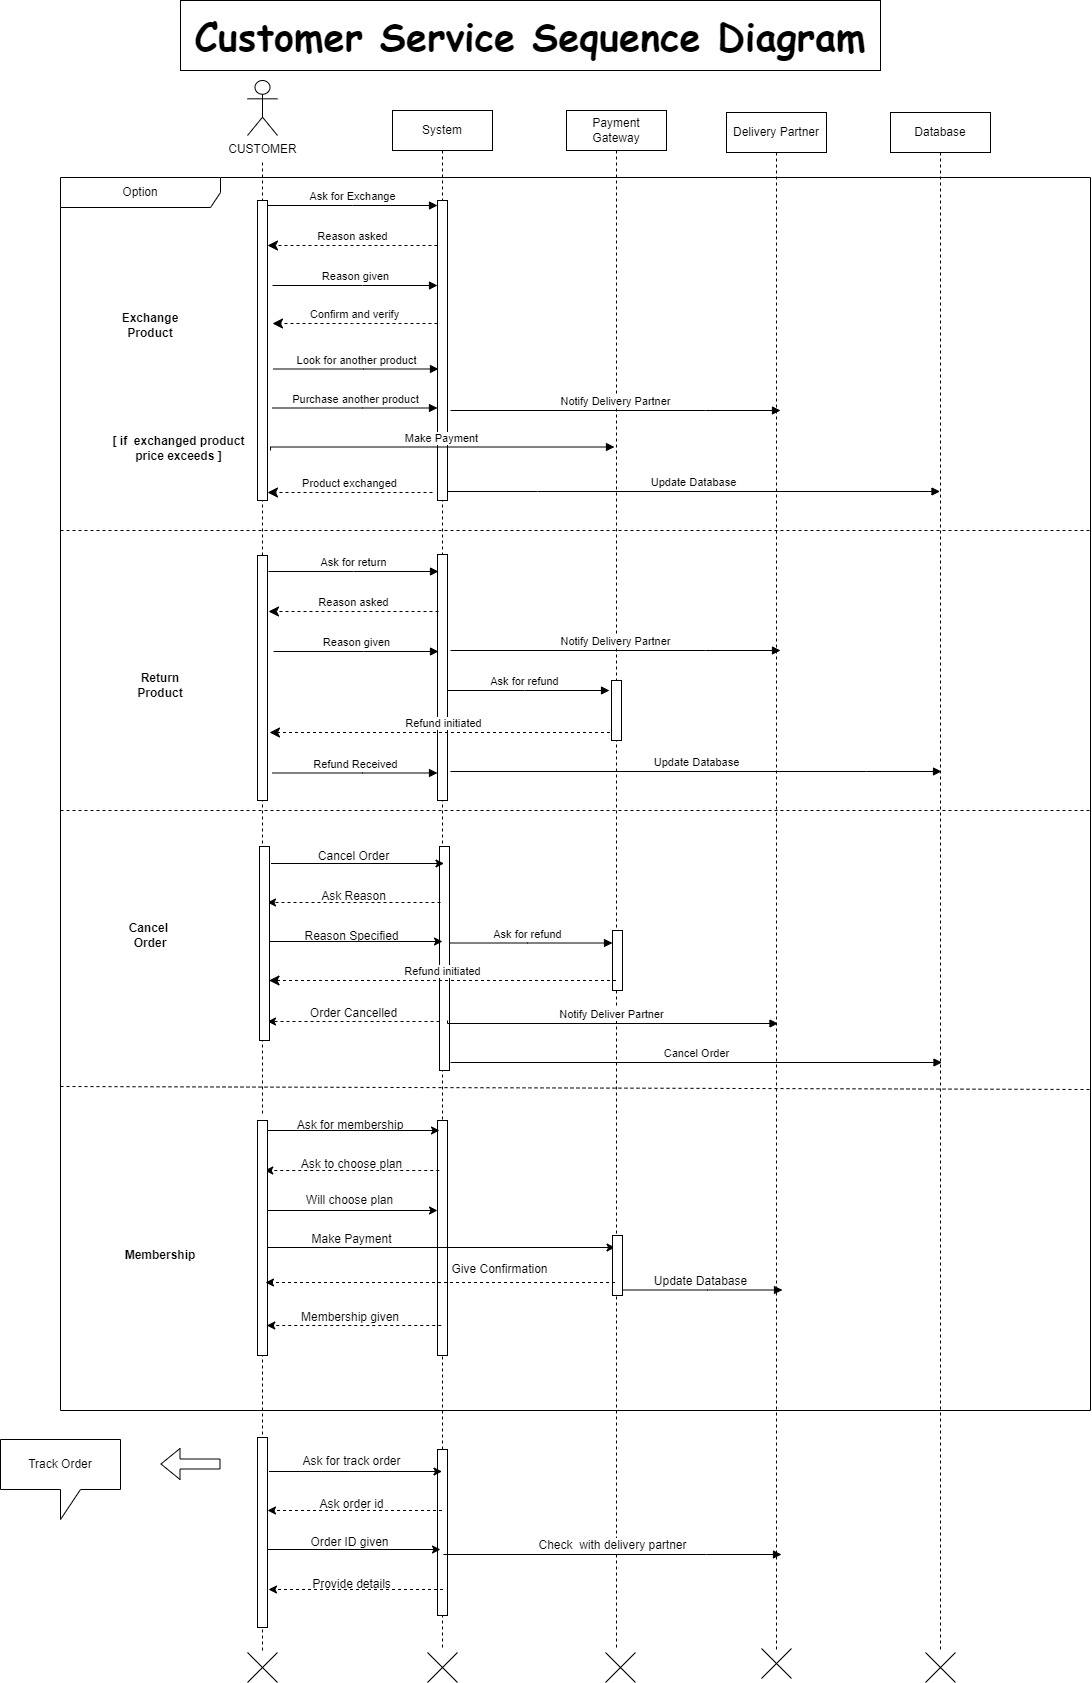 Customer Service Sequence Diagram
CUSTOMER
System
Payment
Gateway
Delivery Partner
Database
Option
Ask for Exchange
Reason asked
Reason given
Exchange
Product
Confirm and verify
Look for another product
Purchase another product
Notify Delivery Partner
[ if exchanged product
price exceeds ]
Make Payment
Product exchanged
Update Database
Ask for return
Reason asked
Reason given
Notify Delivery Partner
Return
Product
Ask for refund
Refund initiated
Refund Received
Update Database
Cancel Order
Ask Reason
Cancel
Order
Reason Specified
Ask for refund
Refund initiated
Order Cancelled
Notify Deliver Partner
Cancel Order
Ask for membership
Ask to choose plan
Will choose plan
Membership
Make Payment
Give Confirmation
Update Database
Membership given
Track Order
Ask for track order
Ask order id
Order ID given
Check with delivery partner
Provide details